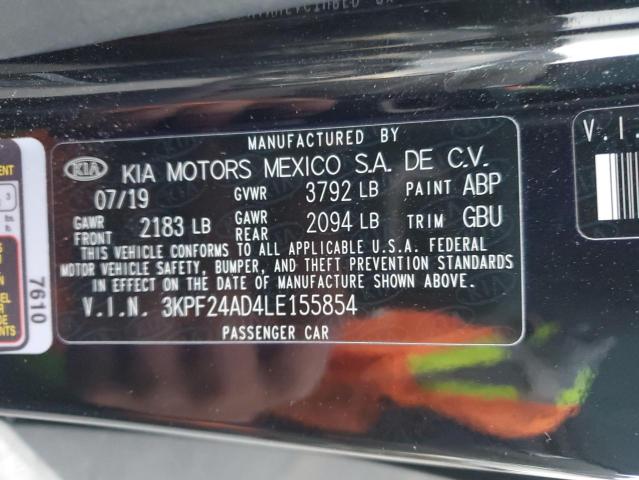 MANUFACTURED BY
KIA KIA MOTORS MEXICO S.A. DE C.V.
07/19 GVWR 3792 LB PAINT ABP
GAWR FRONT 2183 LB GAWR REAR 2094 LB TRIM GBU
THIS VEHICLE CONFORMS TO ALL APPLICABLE U.S.A. FEDERAL
MOTOR VEHICLE SAFETY, BUMPER, AND THEFT PREVENTION STANDARDS
IN EFFECT ON THE DATE OF MANUFACTURE SHOWN ABOVE.
V.I.N. 3KPF24AD4LE155854
PASSENGER CAR
7610
V.I